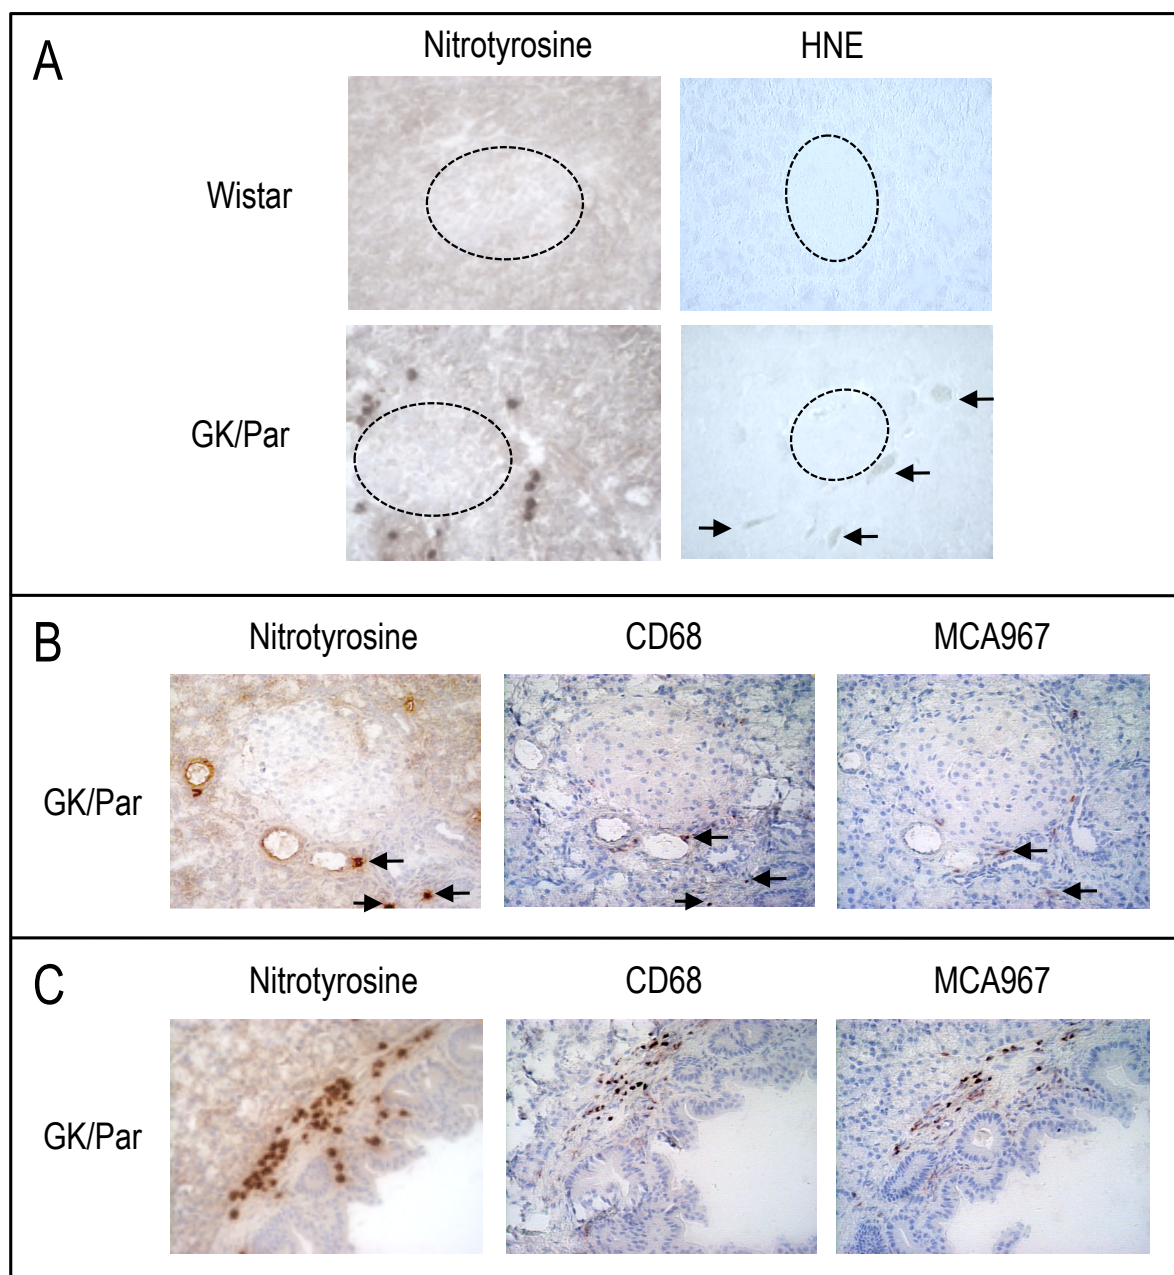 A
Nitrotyrosine HNE
Wistar
GK/Par
B
Nitrotyrosine CD68 MCA967
GK/Par
C
Nitrotyrosine CD68 MCA967
GK/Par